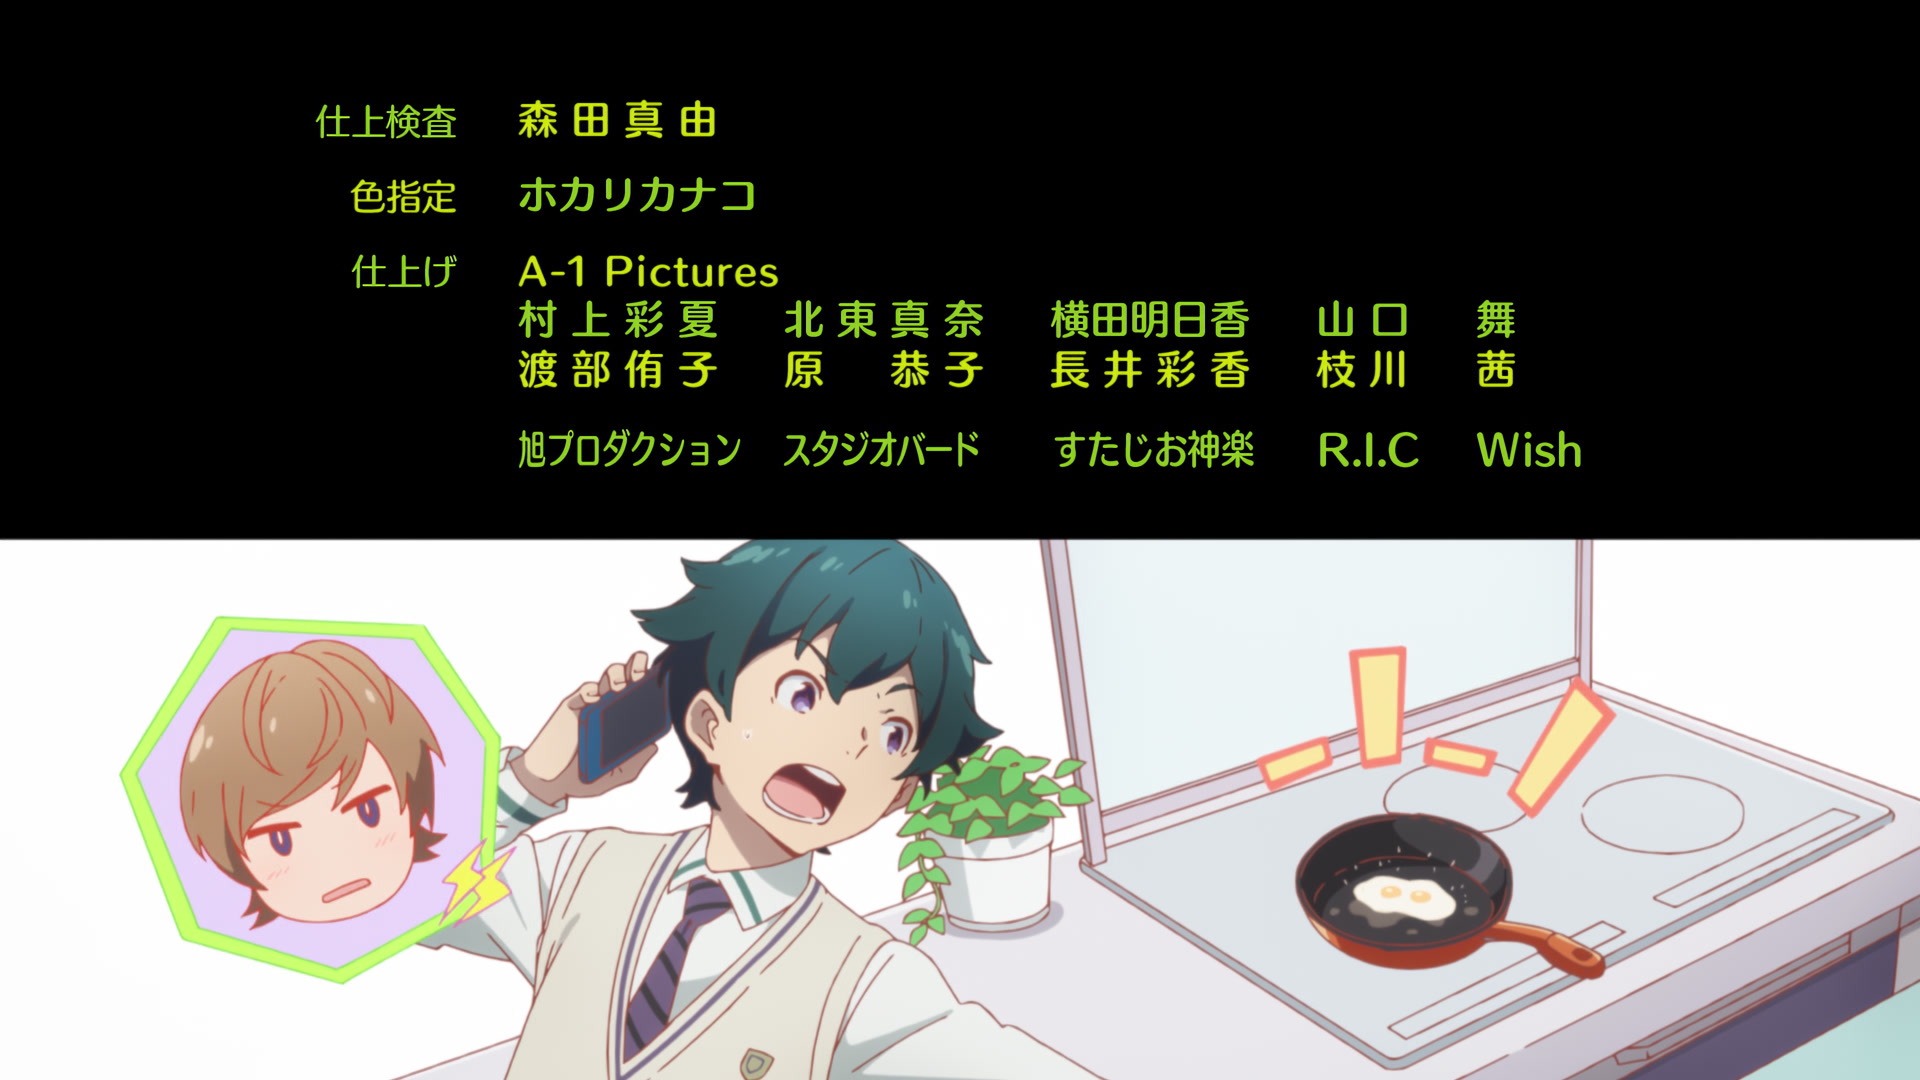 仕上検査 森田真由
色指定 ホカリカナコ
仕上げ A-1 Pictures
村上彩夏 北東真奈 横田明日香 山口 舞
渡部侑子 原 恭子 長井彩香 枝川 茜
旭プロダクション スタジオバード すたじお神楽 R.I.C Wish